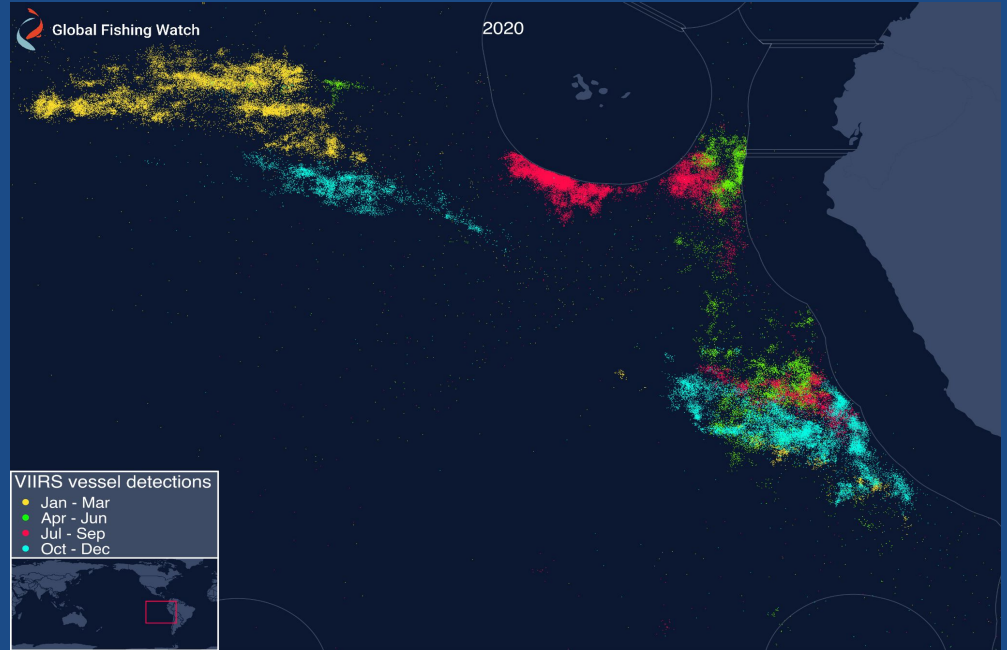 Global Fishing Watch
2020
VIIRS vessel detections
Jan - Mar
Apr - Jun
Jul - Sep
Oct - Dec